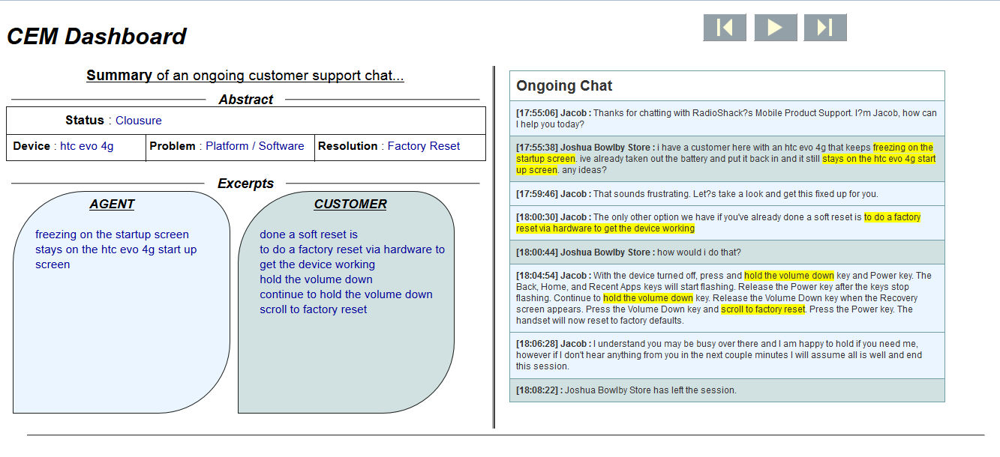 CEM Dashboard
Summary of an ongoing customer support chat...
Abstract
Status : Clousure
Device : htc evo 4g
Problem : Platform / Software
Resolution : Factory Reset
Excerpts
AGENT
freezing on the startup screen
stays on the htc evo 4g start up
screen
CUSTOMER
done a soft reset is
to do a factory reset via hardware to
get the device working
hold the volume down
continue to hold the volume down
scroll to factory reset
Ongoing Chat
[17:55:06] Jacob : Thanks for chatting with RadioShack?s Mobile Product Support. I?m Jacob, how can
I help you today?
[17:55:38] Joshua Bowlby Store : i have a customer here with an htc evo 4g that keeps freezing on the
startup screen. ive already taken out the battery and put it back in and it still stays on the htc evo 4g start
up screen. any ideas?
[17:59:46] Jacob : That sounds frustrating. Let?s take a look and get this fixed up for you.
[18:00:30] Jacob : The only other option we have if you've already done a soft reset is to do a factory
reset via hardware to get the device working
[18:00:44] Joshua Bowlby Store : how would i do that?
[18:04:54] Jacob : With the device turned off, press and hold the volume down key and Power key. The
Back, Home, and Recent Apps keys will start flashing. Release the Power key after the keys stop
flashing. Continue to hold the volume down key. Release the Volume Down key when the Recovery
screen appears. Press the Volume Down key and scroll to factory reset. Press the Power key. The
handset will now reset to factory defaults.
[18:06:28] Jacob : I understand you may be busy over there and I am happy to hold if you need me,
however if I don't hear anything from you in the next couple minutes I will assume all is well and end
this session.
[18:08:22] : Joshua Bowlby Store has left the session.